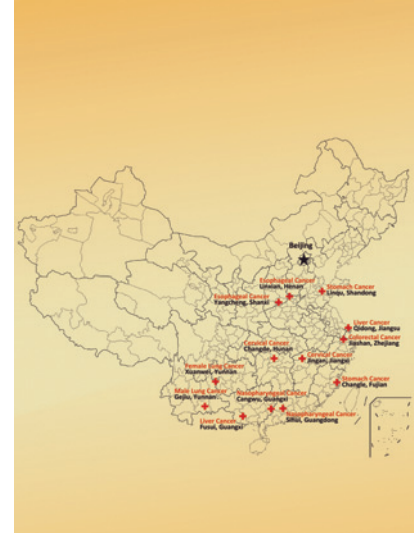 Beijing
Esophageal Cancer
Linxian, Henan
Stomach Cancer
Linqu, Shandong
Esophageal Cancer
Yangcheng, Shanxi
Liver Cancer
Qidong, Jiangsu
Colorectal Cancer
Jiashan, Zhejiang
Cervical Cancer
Changde, Hunan
Cervical Cancer
Jingan, Jiangxi
Female Lung Cancer
Xuanwei, Yunnan
Stomach Cancer
Changle, Fujian
Male Lung Cancer
Gejiu, Yunnan
Nasopharyngeal Cancer
Cangwu, Guangxi
Nasopharyngeal Cancer
Sihui, Guangdong
Liver Cancer
Fusui, Guangxi